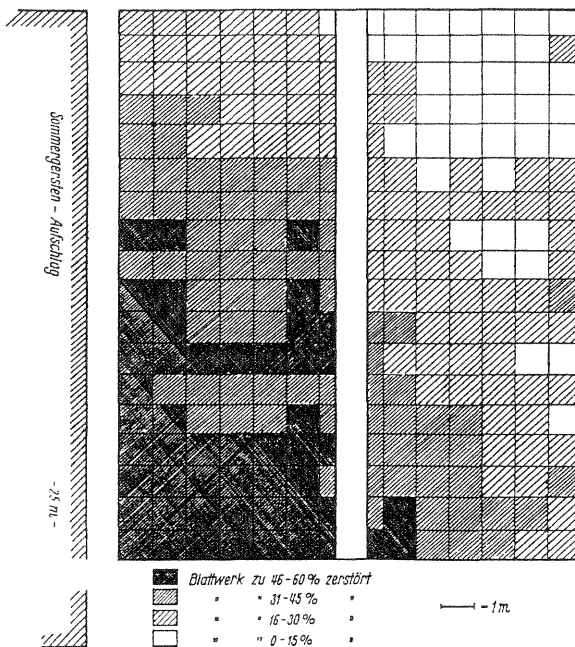 Sommergersten - Aufschlag
- 25 m -
Blattwerk zu 46-60% zerstört
" " 31-45% "
" " 16-30% "
" " 0-15% "
- 1 m